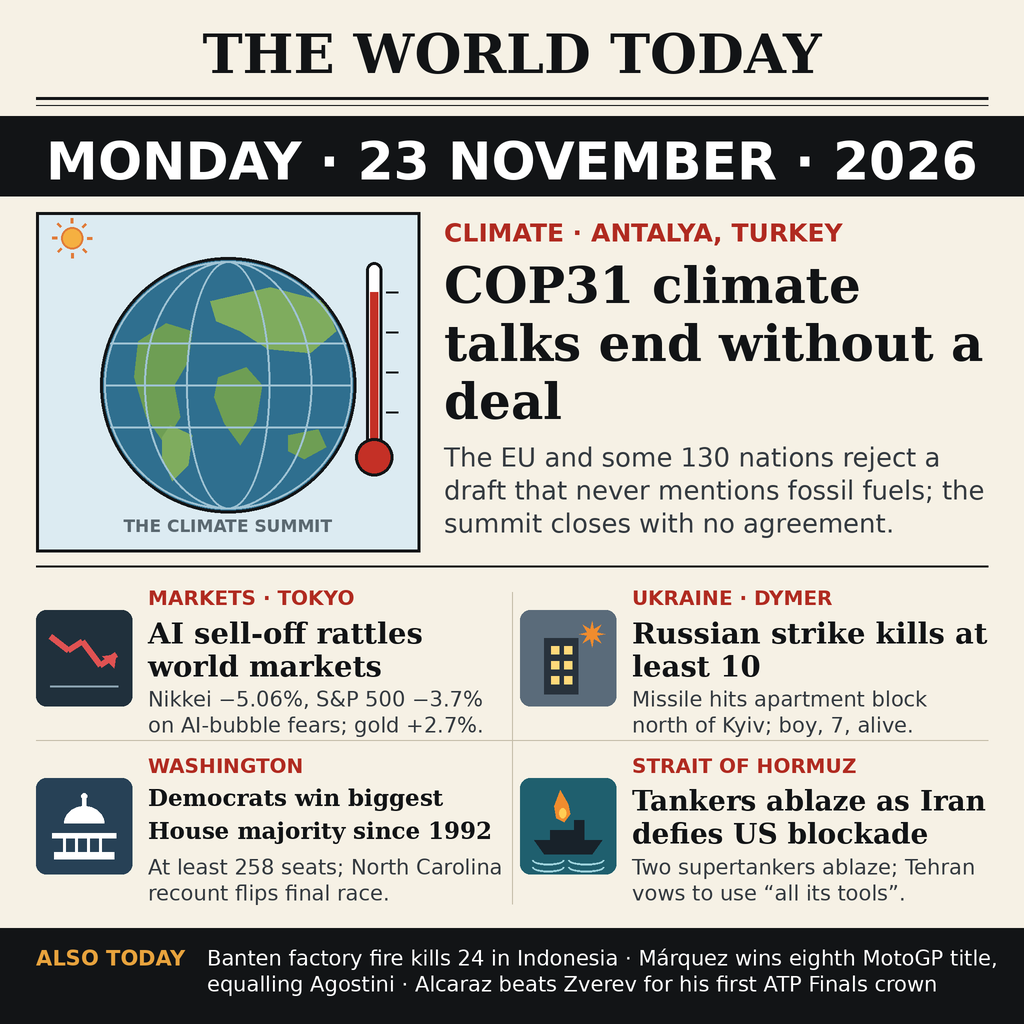 THE WORLD TODAY
MONDAY · 23 NOVEMBER · 2026
CLIMATE · ANTALYA, TURKEY
COP31 climate
talks end without a
deal
The EU and some 130 nations reject a
draft that never mentions fossil fuels; the
summit closes with no agreement.
THE CLIMATE SUMMIT
MARKETS · TOKYO
AI sell-off rattles
world markets
Nikkei −5.06%, S&P 500 −3.7%
on AI-bubble fears; gold +2.7%.
UKRAINE · DYMER
Russian strike kills at
least 10
Missile hits apartment block
north of Kyiv; boy, 7, alive.
WASHINGTON
Democrats win biggest
House majority since 1992
At least 258 seats; North Carolina
recount flips final race.
STRAIT OF HORMUZ
Tankers ablaze as Iran
defies US blockade
Two supertankers ablaze; Tehran
vows to use “all its tools”.
ALSO TODAY
Banten factory fire kills 24 in Indonesia · Márquez wins eighth MotoGP title,
equalling Agostini · Alcaraz beats Zverev for his first ATP Finals crown